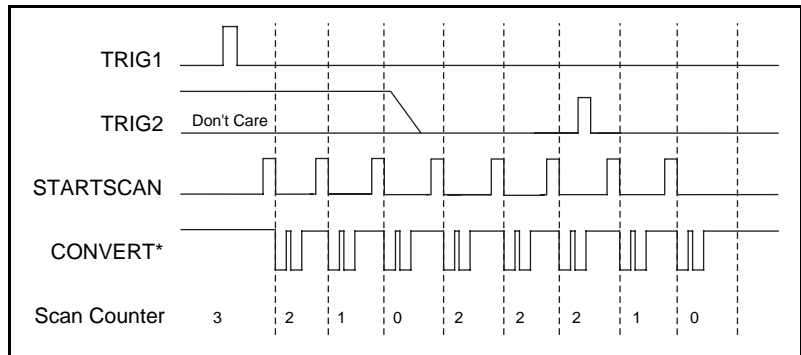 TRIG1
TRIG2 Don't Care
STARTSCAN
CONVERT*
Scan Counter 3 2 1 0 2 2 2 1 0